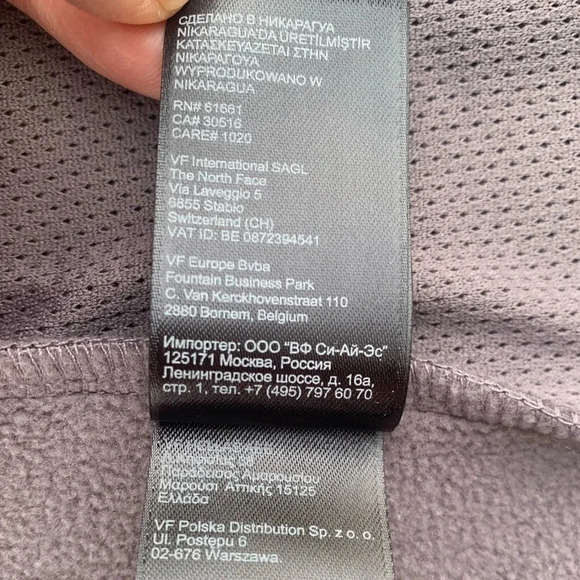 СДЕЛАНО В НИКАРАГУА
NİKARAGUA'DA ÜRETİLMİŞTİR
ΚΑΤΑΣΚΕΥΑΖΕΤΑΙ ΣΤΗΝ
ΝΙΚΑΡΑΓΟΥΑ
WYPRODUKOWANO W
NIKARAGUA
RN# 61661
CA# 30516
CARE# 1020
VF International SAGL
The North Face
Via Laveggio 5
6855 Stabio
Switzerland (CH)
VAT ID: BE 0872394541
VF Europe Bvba
Fountain Business Park
C. Van Kerckhovenstraat 110
2880 Bornem, Belgium
Импортер: ООО "ВФ Си-Ай-Эс"
125171 Москва, Россия
Ленинградское шоссе, д. 16а,
стр. 1, тел. +7 (495) 797 60 70
Παράδεισος Αμαρουσίου
Μαρούσι Αττικής 15125
Ελλάδα
VF Polska Distribution Sp. z o. o.
Ul. Postępu 6
02-676 Warszawa.